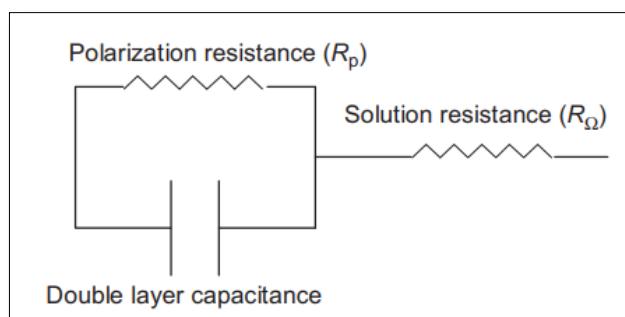 Polarization resistance (Rp)
Solution resistance (RΩ)
Double layer capacitance